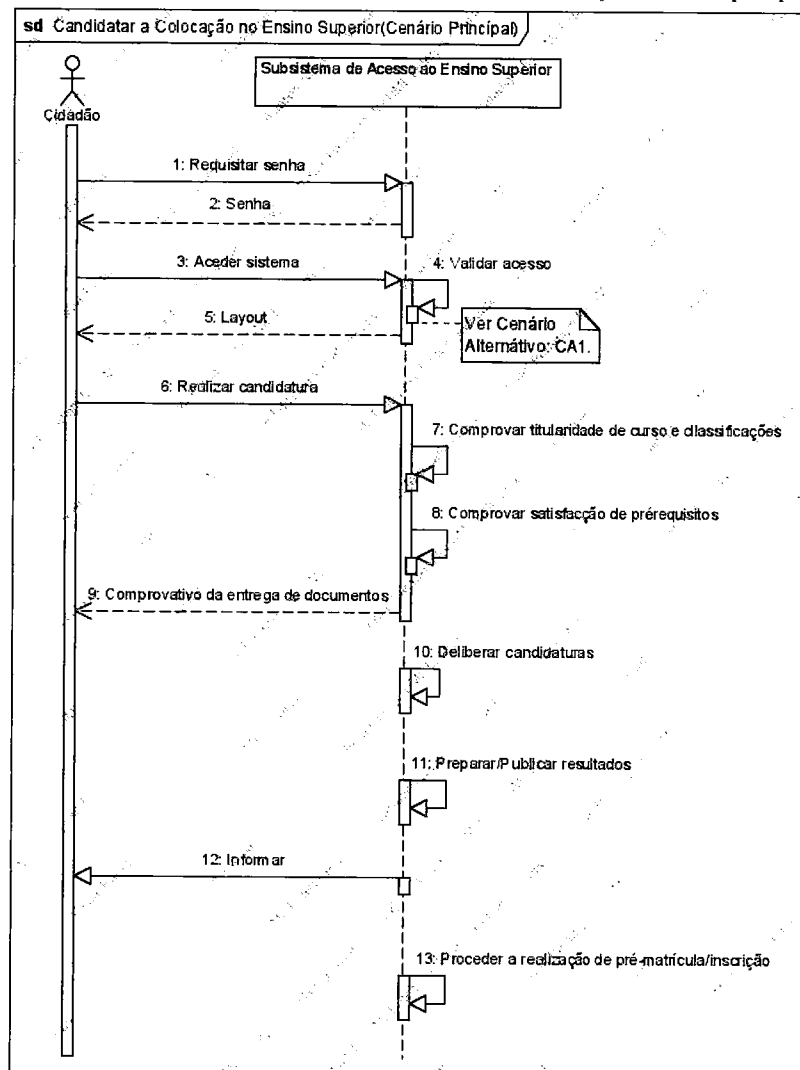 sd Candidatar a Colocação no Ensino Superior(Cenário Principal)
Cidadão
Subsistema de Acesso ao Ensino Superior
1: Requisitar senha
2: Senha
3: Aceder sistema
4: Validar acesso
5: Layout
Ver Cenário
Alternátivo: CA1.
6: Realizar candidatura
7: Comprovar titularidade de curso e cllassificações
8: Comprovar satisfacção de prérequisitos
9: Comprovativo da entrega de documentos
10: Deliberar candidaturas
11: Preparar/Publicar resultados
12: Informar
13: Proceder a realização de pré-matrícula/inscrição